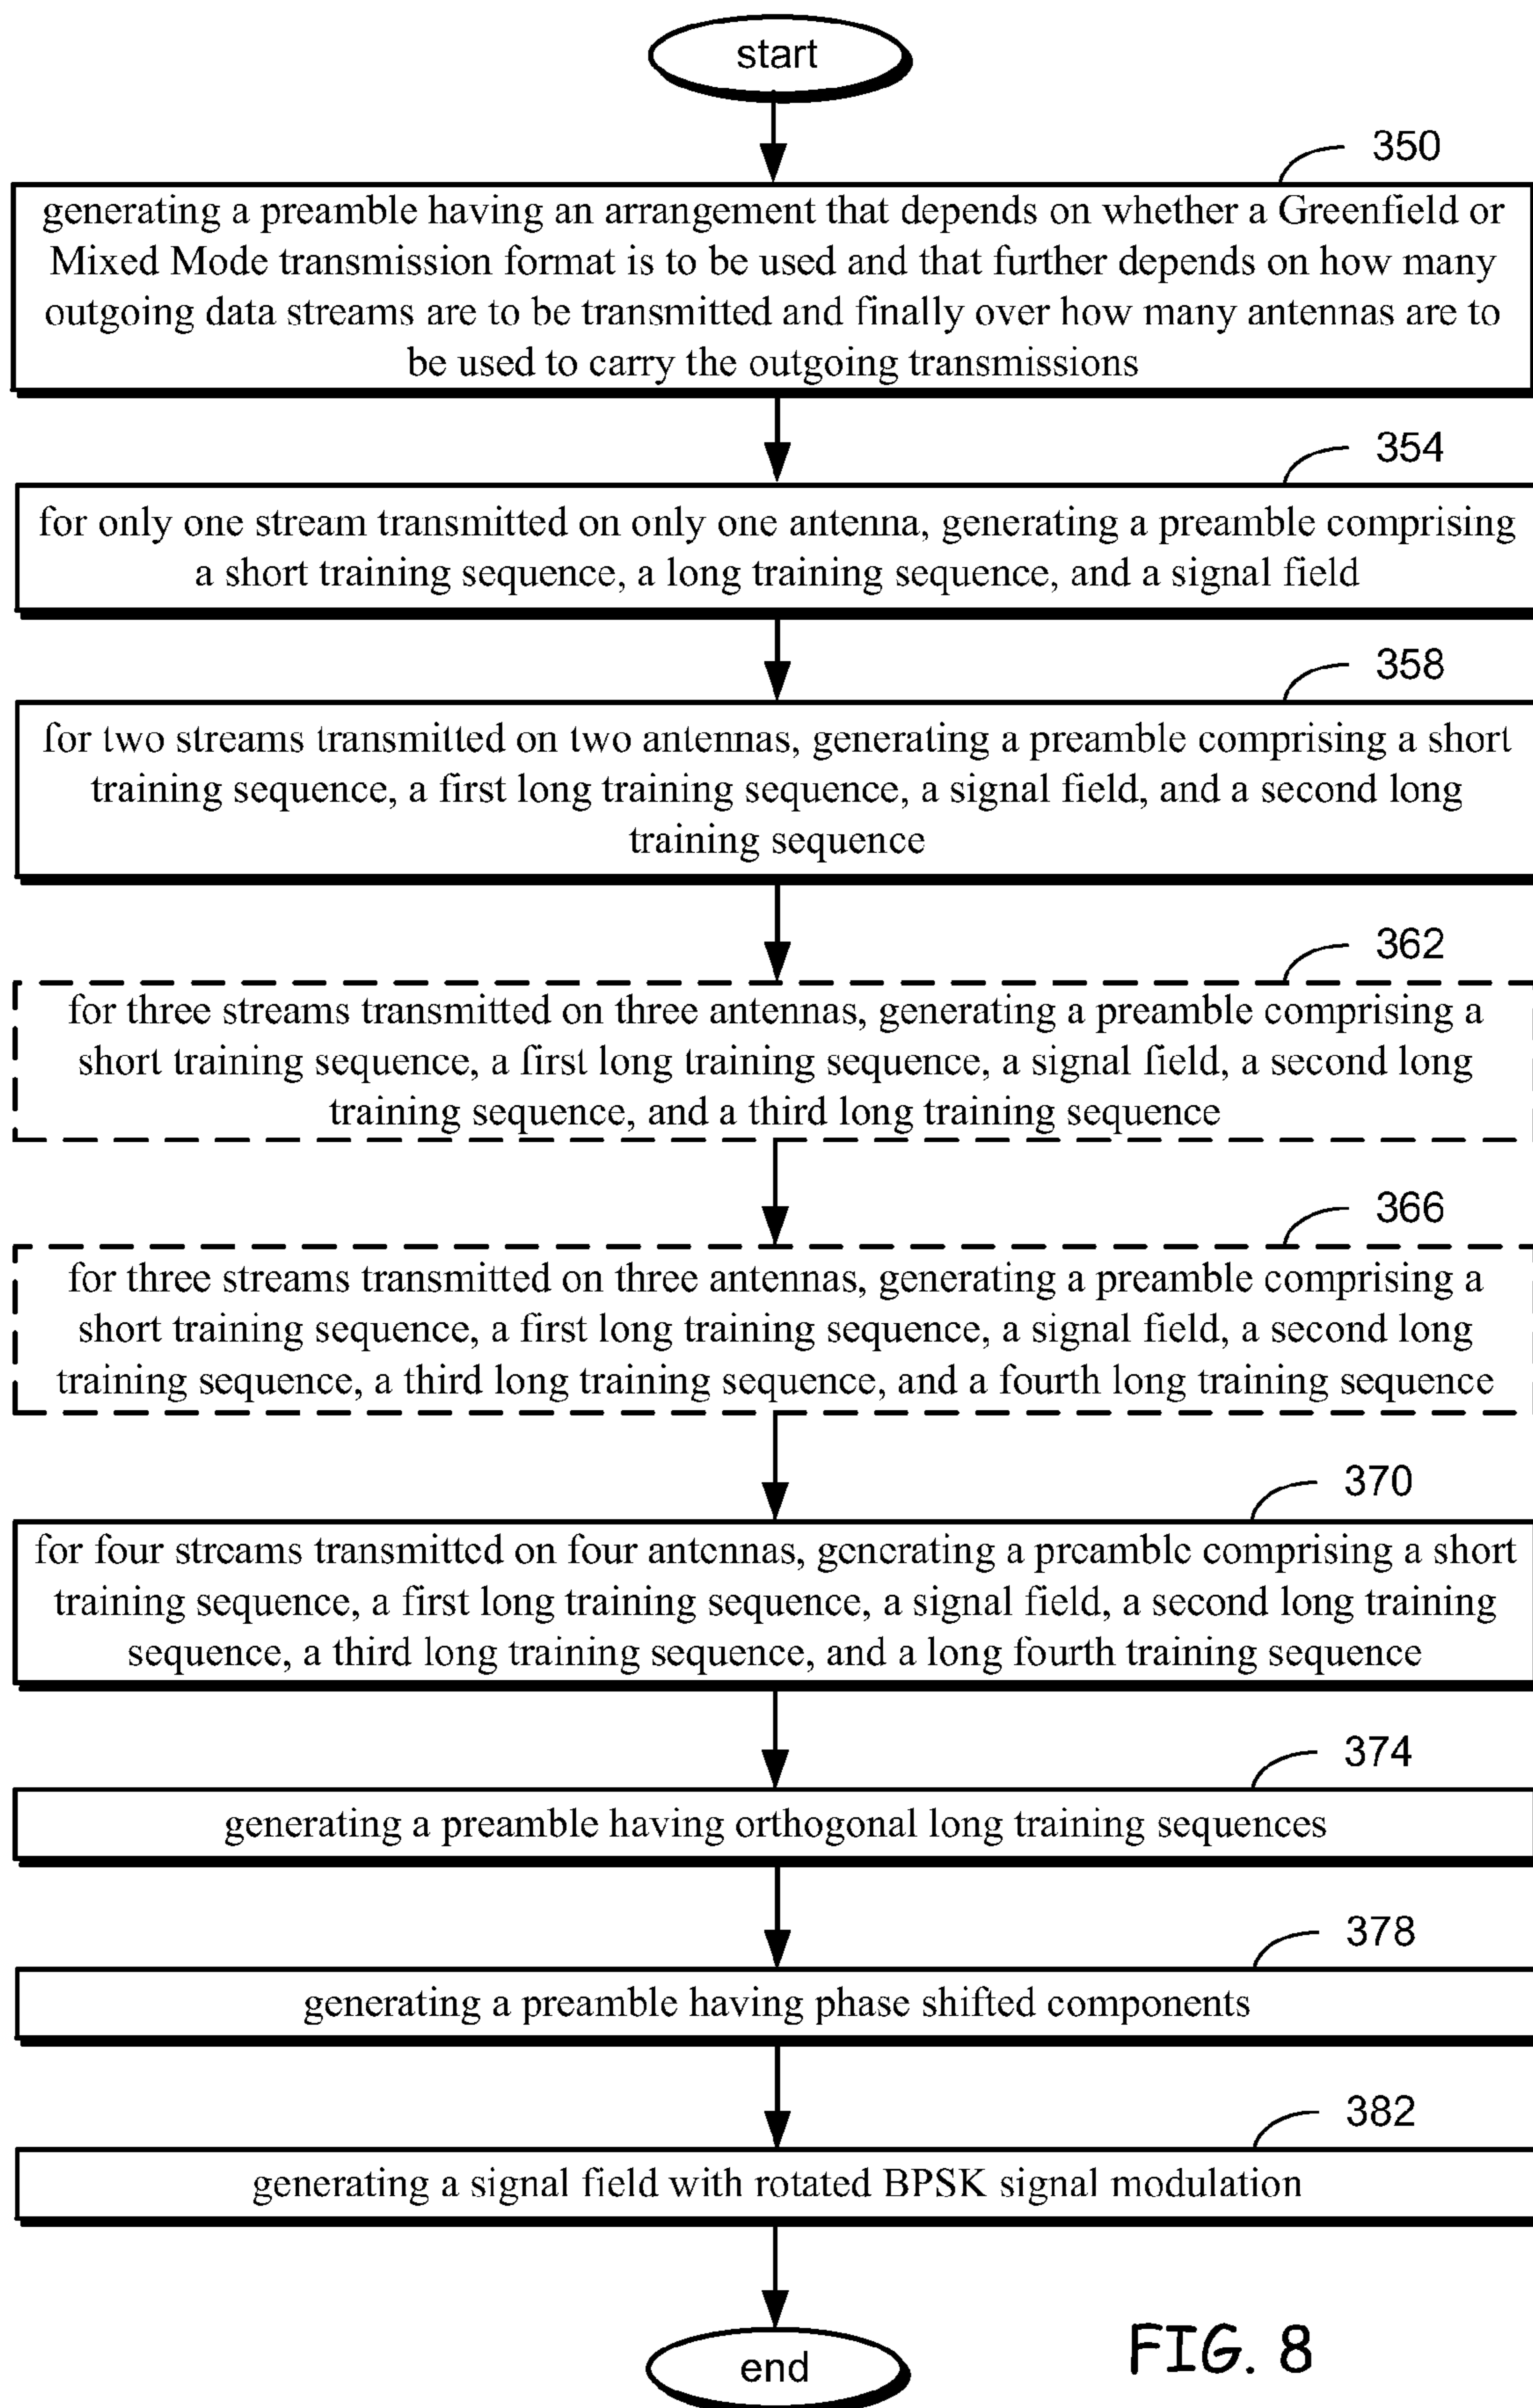 start
350
generating a preamble having an arrangement that depends on whether a Greenfield or
Mixed Mode transmission format is to be used and that further depends on how many
outgoing data streams are to be transmitted and finally over how many antennas are to
be used to carry the outgoing transmissions
354
for only one stream transmitted on only one antenna, generating a preamble comprising
a short training sequence, a long training sequence, and a signal field
358
for two streams transmitted on two antennas, generating a preamble comprising a short
training sequence, a first long training sequence, a signal field, and a second long
training sequence
362
for three streams transmitted on three antennas, generating a preamble comprising a
short training sequence, a first long training sequence, a signal field, a second long
training sequence, and a third long training sequence
366
for three streams transmitted on three antennas, generating a preamble comprising a
short training sequence, a first long training sequence, a signal field, a second long
training sequence, a third long training sequence, and a fourth long training sequence
370
for four streams transmitted on four antennas, generating a preamble comprising a short
training sequence, a first long training sequence, a signal field, a second long training
sequence, a third long training sequence, and a long fourth training sequence
374
generating a preamble having orthogonal long training sequences
378
generating a preamble having phase shifted components
382
generating a signal field with rotated BPSK signal modulation
end
FIG. 8